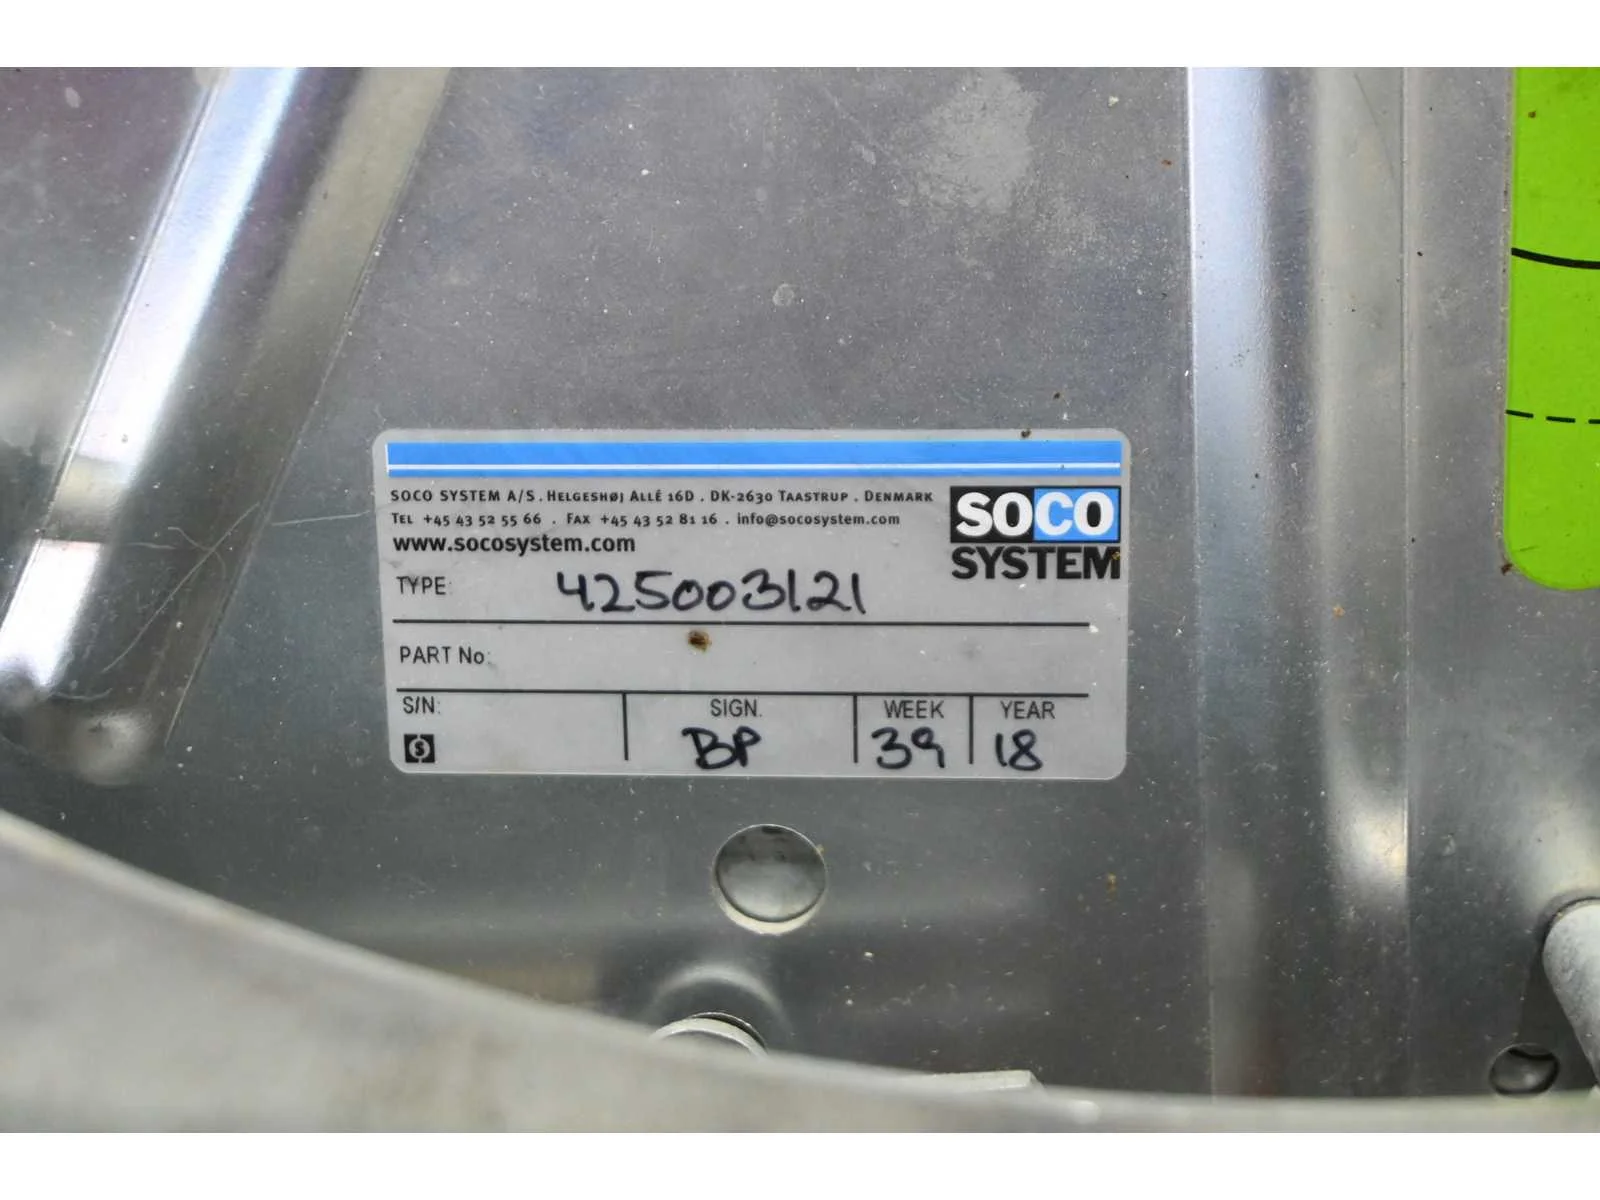 SOCO SYSTEM A/S . HELGESHØJ ALLÉ 16D . DK-2630 TAASTRUP . DENMARK
TEL +45 43 52 55 66 . FAX +45 43 52 81 16 . info@socosystem.com
www.socosystem.com
SOCO
SYSTEM
TYPE: 425003121
PART No:
S/N: SIGN. WEEK YEAR
S BP 39 18